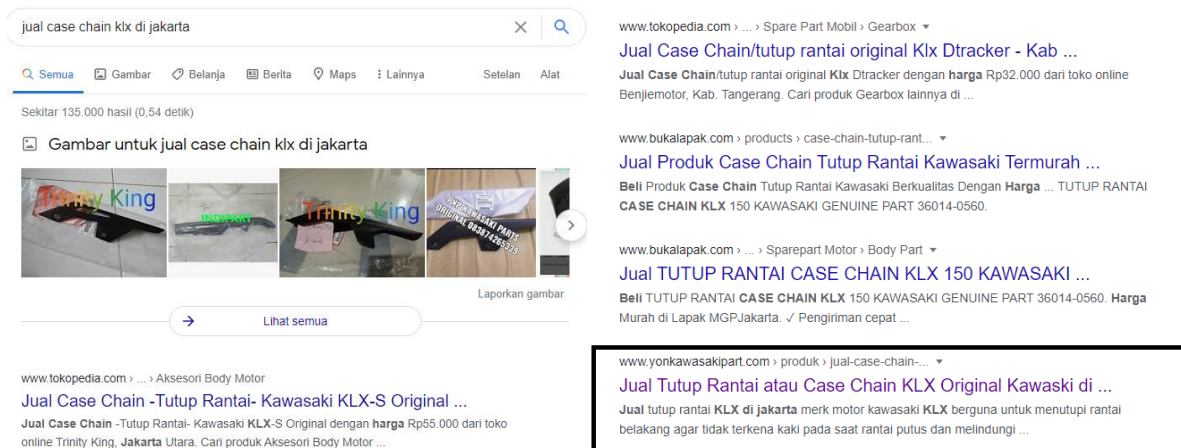 jual case chain klx di jakarta
Semua Gambar Belanja Berita Maps Lainnya Setelan Alat
Sekitar 135.000 hasil (0,54 detik)
Gambar untuk jual case chain klx di jakarta
Trinity King
INDIPART
Trinity King
PKP KAWASAKI PARTS
ORIGINAL 083874265336
Laporkan gambar
Lihat semua
www.tokopedia.com › ... › Aksesori Body Motor
Jual Case Chain -Tutup Rantai- Kawasaki KLX-S Original ...
Jual Case Chain -Tutup Rantai- Kawasaki KLX-S Original dengan harga Rp55.000 dari toko
online Trinity King, Jakarta Utara. Cari produk Aksesori Body Motor ...
www.tokopedia.com › ... › Spare Part Mobil › Gearbox
Jual Case Chain/tutup rantai original Klx Dtracker - Kab ...
Jual Case Chain/tutup rantai original Klx Dtracker dengan harga Rp32.000 dari toko online
Benjiemotor, Kab. Tangerang. Cari produk Gearbox lainnya di ...
www.bukalapak.com › products › case-chain-tutup-rant...
Jual Produk Case Chain Tutup Rantai Kawasaki Termurah ...
Beli Produk Case Chain Tutup Rantai Kawasaki Berkualitas Dengan Harga ... TUTUP RANTAI
CASE CHAIN KLX 150 KAWASAKI GENUINE PART 36014-0560.
www.bukalapak.com › ... › Sparepart Motor › Body Part
Jual TUTUP RANTAI CASE CHAIN KLX 150 KAWASAKI ...
Beli TUTUP RANTAI CASE CHAIN KLX 150 KAWASAKI GENUINE PART 36014-0560. Harga
Murah di Lapak MGPJakarta. ✓ Pengiriman cepat ...
www.yonkawasakipart.com › produk › jual-case-chain-...
Jual Tutup Rantai atau Case Chain KLX Original Kawaski di ...
Jual tutup rantai KLX di jakarta merk motor kawasaki KLX berguna untuk menutupi rantai
belakang agar tidak terkena kaki pada saat rantai putus dan melindungi ...